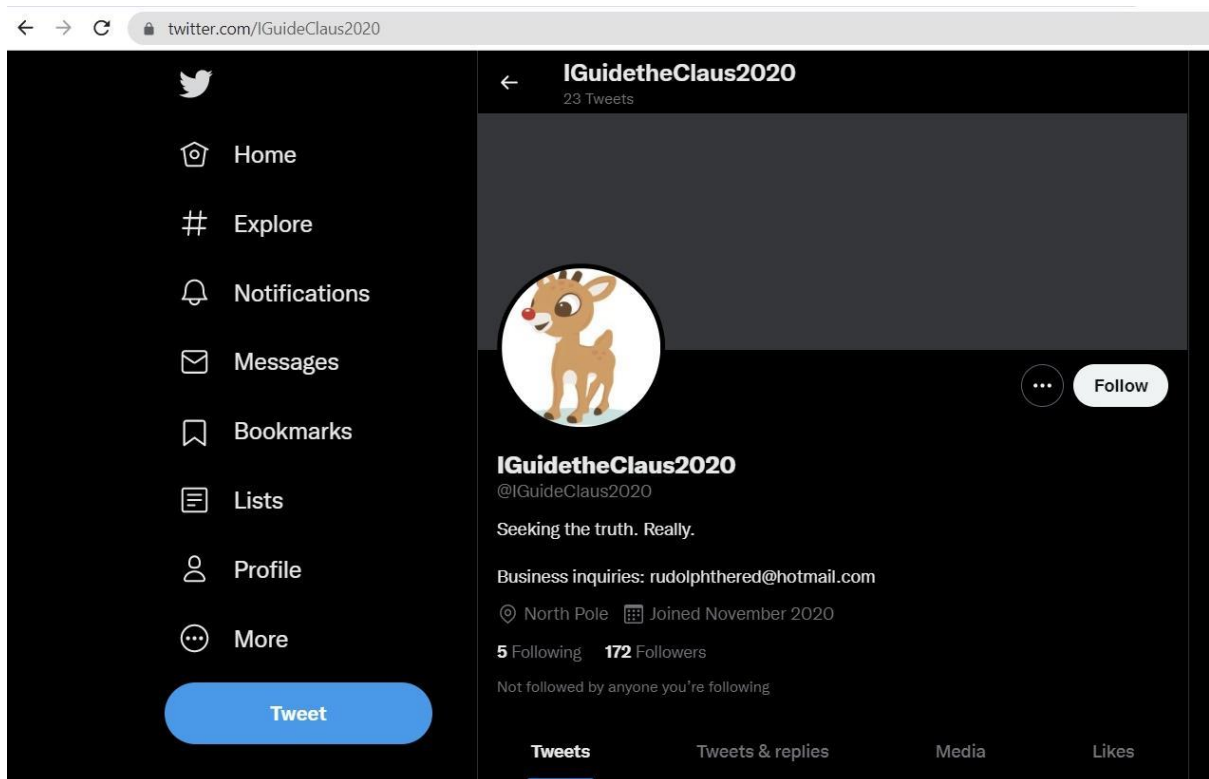 twitter.com/IGuideClaus2020
IGuidetheClaus2020
23 Tweets
Home
Explore
Notifications
Messages
Bookmarks
Lists
Profile
More
Tweet
Follow
IGuidetheClaus2020
@IGuideClaus2020
Seeking the truth. Really.
Business inquiries: rudolphthered@hotmail.com
North Pole Joined November 2020
5 Following 172 Followers
Not followed by anyone you're following
Tweets Tweets & replies Media Likes